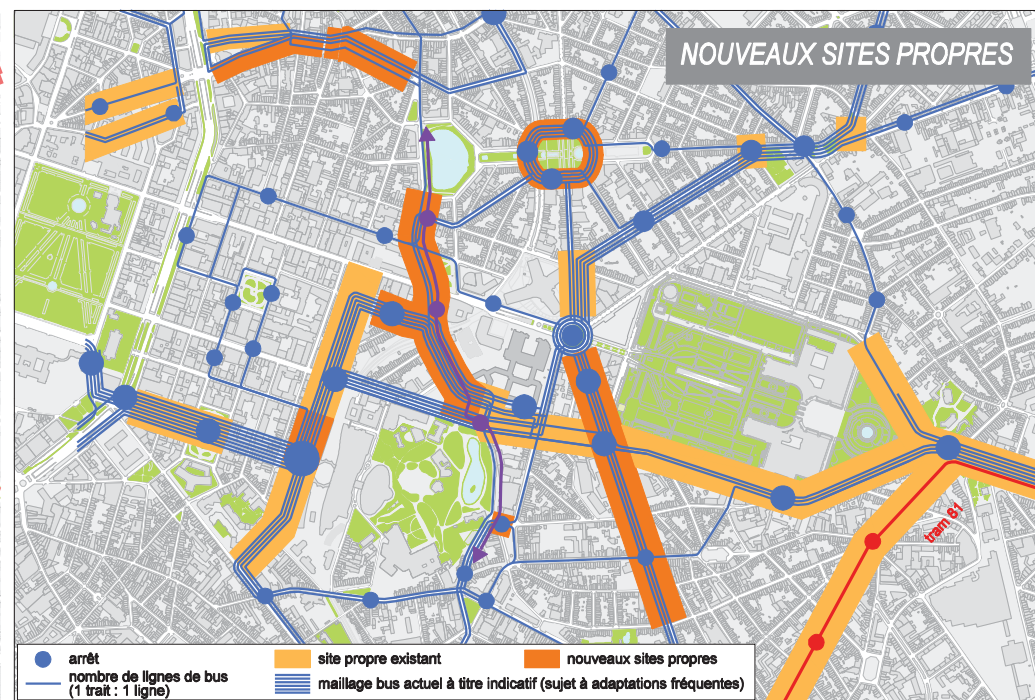 NOUVEAUX SITES PROPRES
tram 81
arrêt
nombre de lignes de bus
(1 trait : 1 ligne)
site propre existant
nouveaux sites propres
maillage bus actuel à titre indicatif (sujet à adaptations fréquentes)